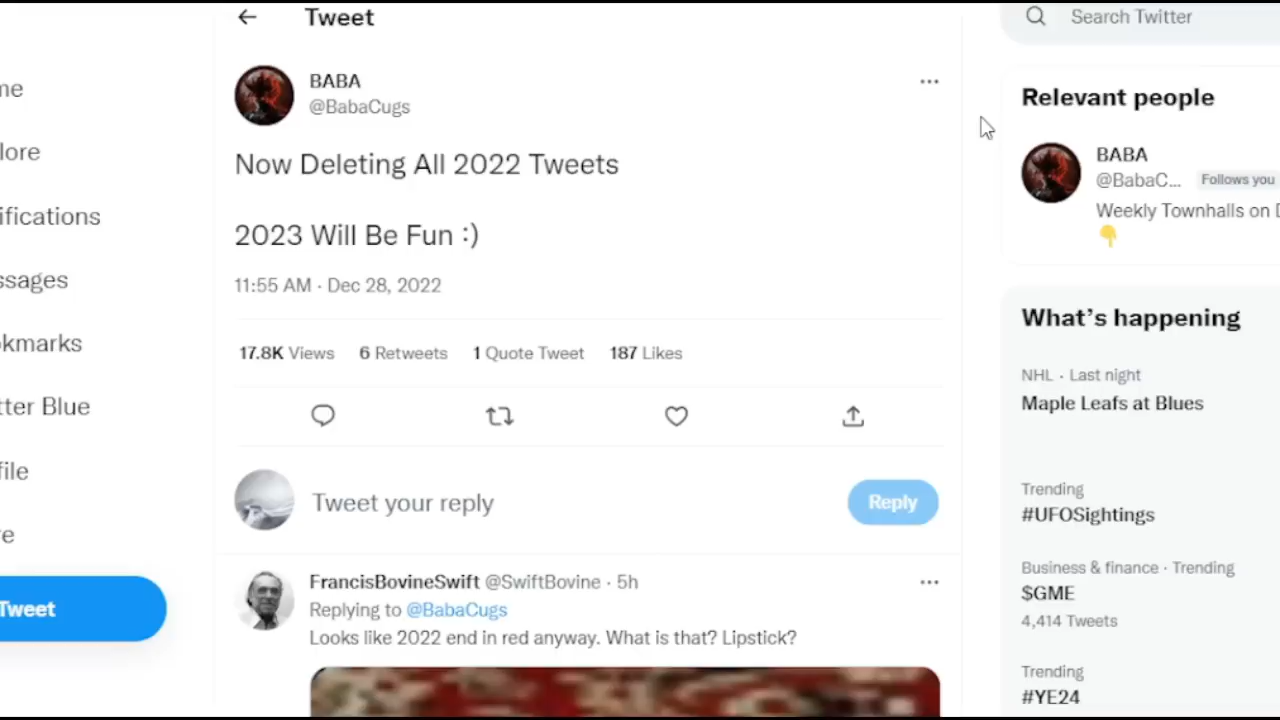 Tweet
Search Twitter
BABA
@BabaCugs
Now Deleting All 2022 Tweets
2023 Will Be Fun :)
11:55 AM · Dec 28, 2022
17.8K Views 6 Retweets 1 Quote Tweet 187 Likes
Tweet your reply
Reply
FrancisBovineSwift @SwiftBovine · 5h
Replying to @BabaCugs
Looks like 2022 end in red anyway. What is that? Lipstick?
me
lore
ifications
ssages
okmarks
tter Blue
file
e
Tweet
Relevant people
BABA
@BabaC... Follows you
Weekly Townhalls on D
👇
What's happening
NHL · Last night
Maple Leafs at Blues
Trending
#UFOSightings
Business & finance · Trending
$GME
4,414 Tweets
Trending
#YE24